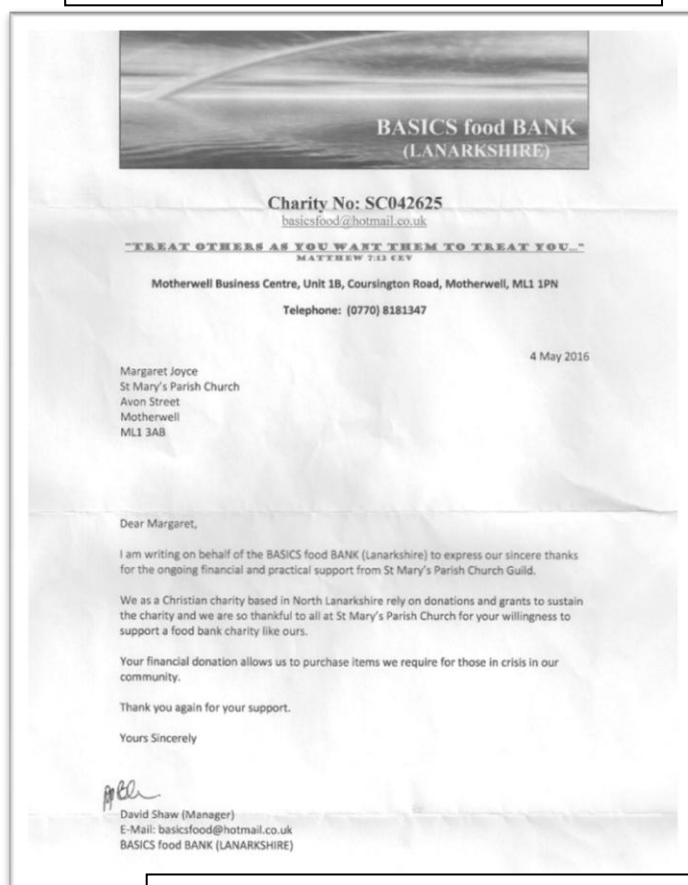 BASICS food BANK
(LANARKSHIRE)
Charity No: SC042625
basicsfood@hotmail.co.uk
"TREAT OTHERS AS YOU WANT THEM TO TREAT YOU..."
MATTHEW 7:12 CEV
Motherwell Business Centre, Unit 1B, Coursington Road, Motherwell, ML1 1PN
Telephone: (0770) 8181347
4 May 2016
Margaret Joyce
St Mary's Parish Church
Avon Street
Motherwell
ML1 3AB
Dear Margaret,
I am writing on behalf of the BASICS food BANK (Lanarkshire) to express our sincere thanks
for the ongoing financial and practical support from St Mary's Parish Church Guild.
We as a Christian charity based in North Lanarkshire rely on donations and grants to sustain
the charity and we are so thankful to all at St Mary's Parish Church for your willingness to
support a food bank charity like ours.
Your financial donation allows us to purchase items we require for those in crisis in our
community.
Thank you again for your support.
Yours Sincerely
David Shaw (Manager)
E-Mail: basicsfood@hotmail.co.uk
BASICS food BANK (LANARKSHIRE)